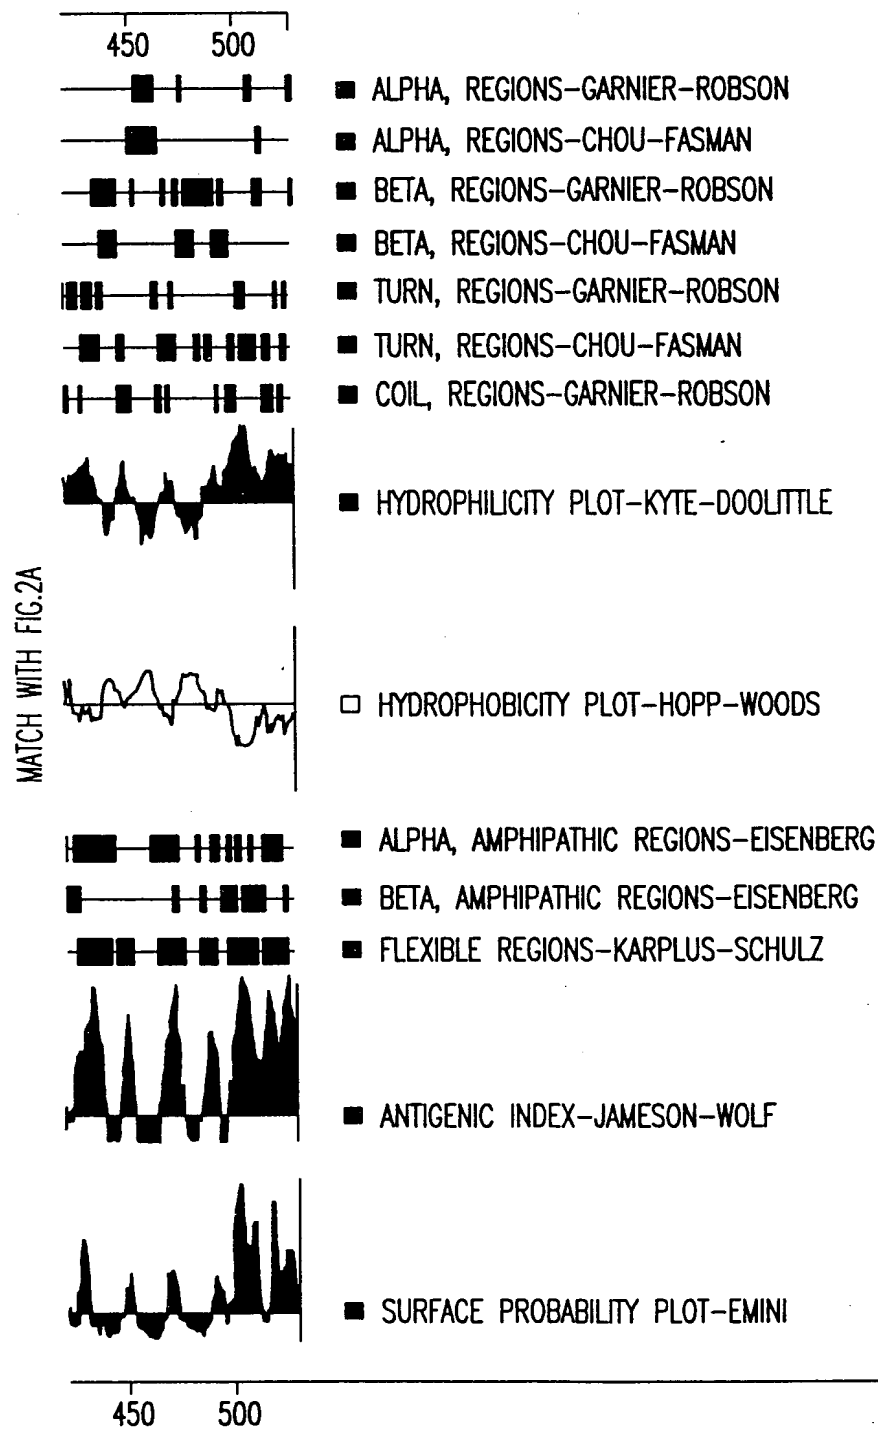 450 500
ALPHA, REGIONS-GARNIER-ROBSON
ALPHA, REGIONS-CHOU-FASMAN
BETA, REGIONS-GARNIER-ROBSON
BETA, REGIONS-CHOU-FASMAN
TURN, REGIONS-GARNIER-ROBSON
TURN, REGIONS-CHOU-FASMAN
COIL, REGIONS-GARNIER-ROBSON
HYDROPHILICITY PLOT-KYTE-DOOLITTLE
MATCH WITH FIG.2A
HYDROPHOBICITY PLOT-HOPP-WOODS
ALPHA, AMPHIPATHIC REGIONS-EISENBERG
BETA, AMPHIPATHIC REGIONS-EISENBERG
FLEXIBLE REGIONS-KARPLUS-SCHULZ
ANTIGENIC INDEX-JAMESON-WOLF
SURFACE PROBABILITY PLOT-EMINI
450 500